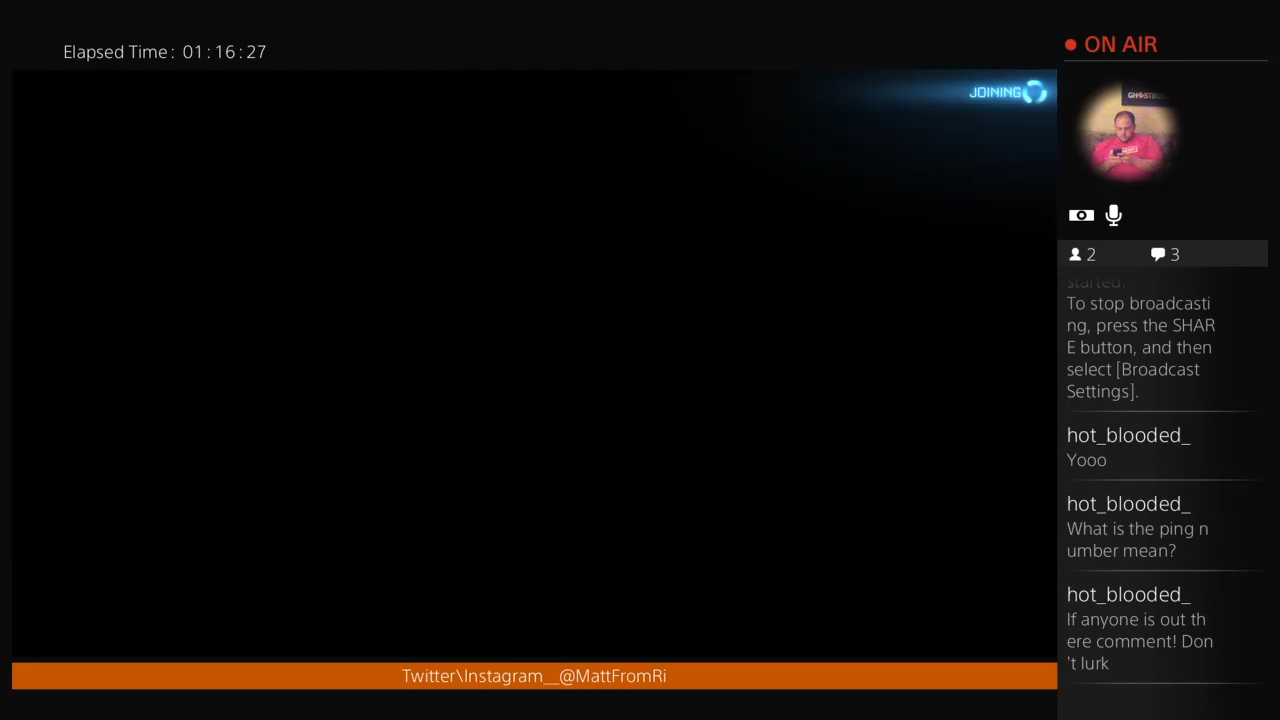 Elapsed Time: 01:16:27
ON AIR
JOINING
2
3
started.
To stop broadcasti
ng, press the SHAR
E button, and then
select [Broadcast
Settings].
hot_blooded_
Yooo
hot_blooded_
What is the ping n
umber mean?
hot_blooded_
If anyone is out th
ere comment! Don
't lurk
Twitter\Instagram__@MattFromRi